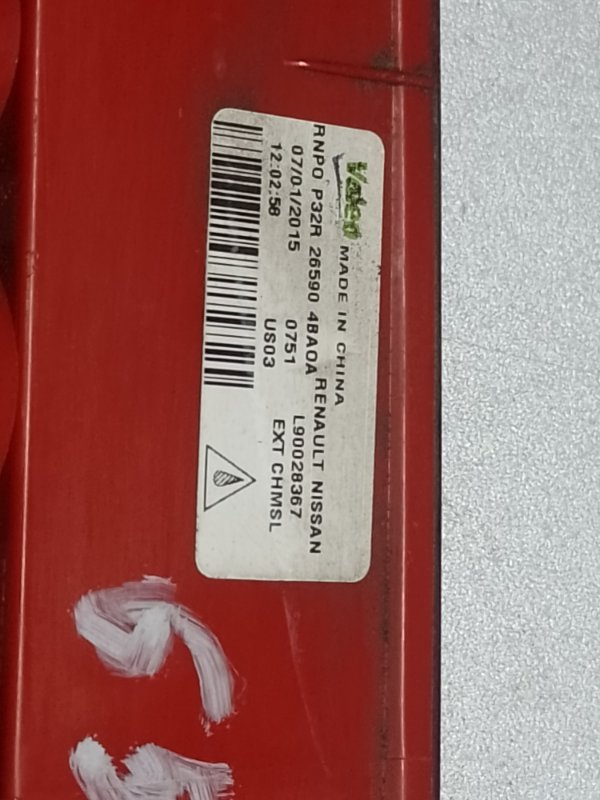 Valeo MADE IN CHINA
RENAULT NISSAN
RNPO P32R 26590 4BA0A
07/01/2015 0751 L90028367
12:02:58 US03 EXT CHMSL